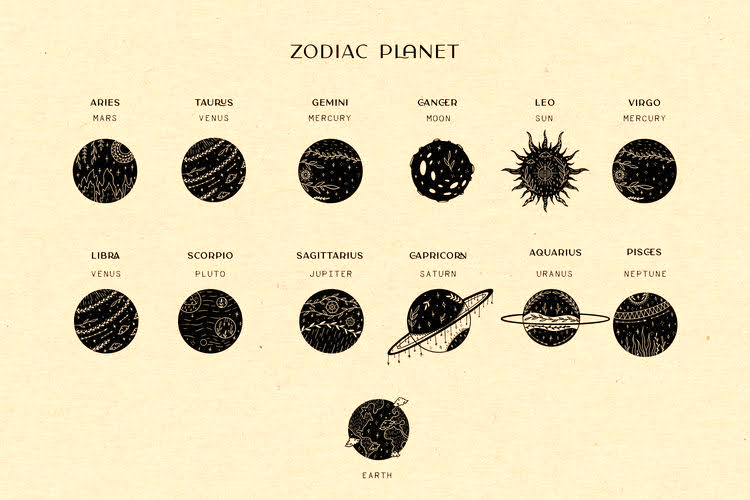 ZODIAC PLANET
ARIES
MARS
TAURUS
VENUS
GEMINI
MERCURY
CANCER
MOON
LEO
SUN
VIRGO
MERCURY
LIBRA
VENUS
SCORPIO
PLUTO
SAGITTARIUS
JUPITER
CAPRICORN
SATURN
AQUARIUS
URANUS
PISCES
NEPTUNE
EARTH